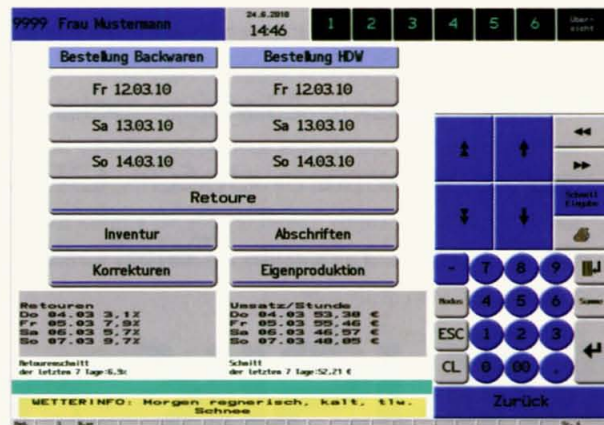 9999 Frau Mustermann
24.6.2010
14:46
1 2 3 4 5 6 Über-
sicht
Bestellung Backwaren
Bestellung HDW
Fr 12.03.10
Fr 12.03.10
Sa 13.03.10
Sa 13.03.10
So 14.03.10
So 14.03.10
Retoure
Inventur
Abschriften
Korrekturen
Eigenproduktion
Retouren
Do 04.03 3,1%
Fr 05.03 7,9%
Sa 06.03 5,7%
So 07.03 9,7%
Umsatz/Stunde
Do 04.03 53,30 €
Fr 05.03 55,46 €
Sa 06.03 46,57 €
So 07.03 40,05 €
Retourenschnitt
der letzten 7 Tage:6.9%
Schnitt
der letzten 7 Tage:52.21 €
WETTERINFO: Morgen regnerisch, kalt, tlw.
Schnee
Schnell
Eingabe
- 7 8 9
Modus 4 5 6 Summe
ESC 1 2 3
CL 0 00 .
Zurück